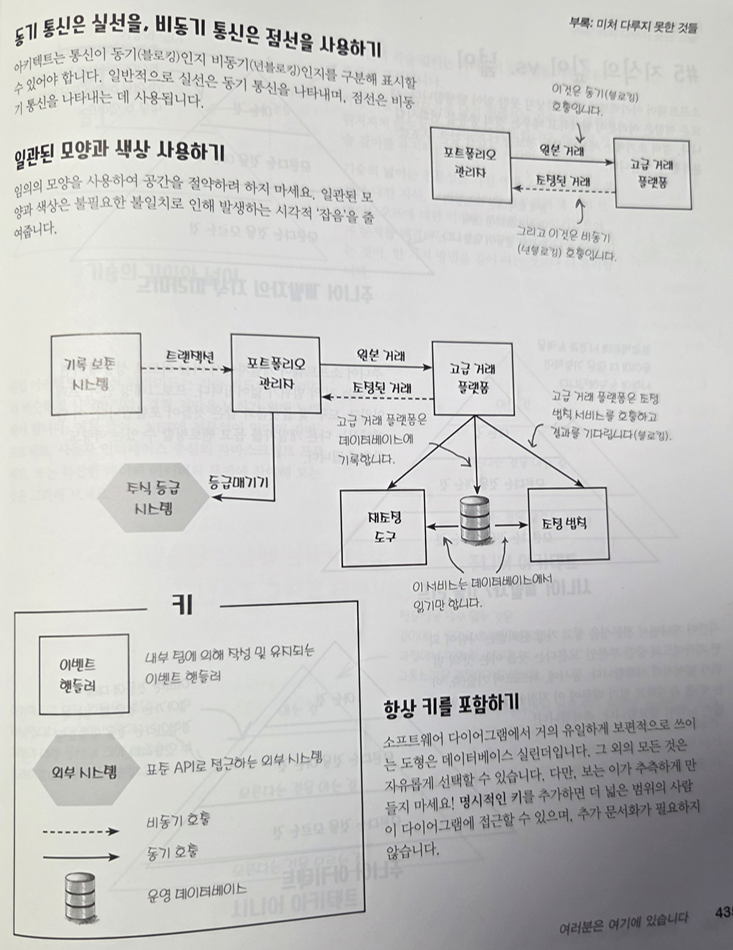 부록: 미처 다루지 못한 것들
동기 통신은 실선을, 비동기 통신은 점선을 사용하기
아키텍트는 통신이 동기(블로킹)인지 비동기(넌블로킹)인지를 구분해 표시할
수 있어야 합니다. 일반적으로 실선은 동기 통신을 나타내며, 점선은 비동
기 통신을 나타내는 데 사용됩니다.
일관된 모양과 색상 사용하기
임의의 모양을 사용하여 공간을 절약하려 하지 마세요. 일관된 모
양과 색상은 불필요한 불일치로 인해 발생하는 시각적 '잡음'을 줄
여줍니다.
이것은 동기(블로킹)
호출입니다.
포트폴리오
관리자
원본 거래
조정된 거래
고급 거래
플랫폼
그리고 이것은 비동기
(넌블로킹) 호출입니다.
기록 보존
시스템
트랜잭션
포트폴리오
관리자
원본 거래
조정된 거래
고급 거래
플랫폼
고급 거래 플랫폼은
데이터베이스에
기록합니다.
고급 거래 플랫폼은 조정
법칙 서비스를 호출하고
결과를 기다립니다(블로킹).
주식 등급
시스템
등급매기기
재조정
도구
조정 법칙
이 서비스는 데이터베이스에서
읽기만 합니다.
키
이벤트
핸들러
내부 팀에 의해 작성 및 유지되는
이벤트 핸들러
외부 시스템
표준 API로 접근하는 외부 시스템
비동기 호출
동기 호출
운영 데이터베이스
항상 키를 포함하기
소프트웨어 다이어그램에서 거의 유일하게 보편적으로 쓰이
는 도형은 데이터베이스 실린더입니다. 그 외의 모든 것은
자유롭게 선택할 수 있습니다. 다만, 보는 이가 추측하게 만
들지 마세요! 명시적인 키를 추가하면 더 넓은 범위의 사람
이 다이어그램에 접근할 수 있으며, 추가 문서화가 필요하지
않습니다.
여러분은 여기에 있습니다